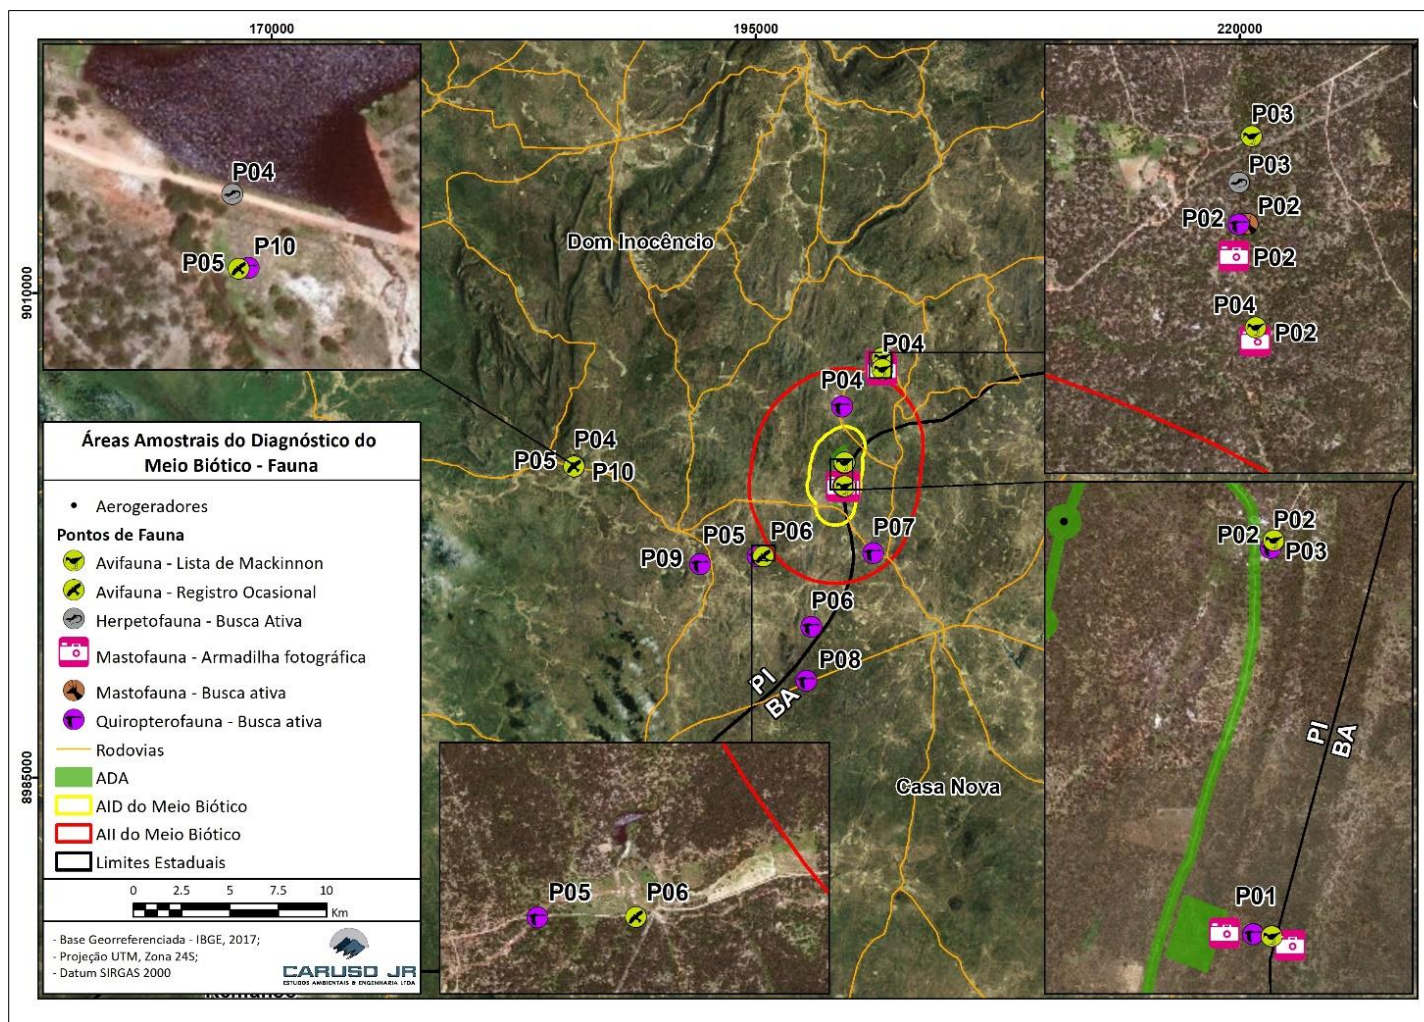 170000
195000
220000
9010000
8985000
P04
P05
P10
P03
P03
P02
P02
P02
P04
P02
Dom Inocêncio
P04
P04
P04
P05
P10
P05
P06
P07
P09
P06
P08
PI
BA
Casa Nova
P02
P02
P03
PI
BA
P01
P05
P06
Áreas Amostrais do Diagnóstico do
Meio Biótico - Fauna
Aerogeradores
Pontos de Fauna
Avifauna - Lista de Mackinnon
Avifauna - Registro Ocasional
Herpetofauna - Busca Ativa
Mastofauna - Armadilha fotográfica
Mastofauna - Busca ativa
Quiropterofauna - Busca ativa
Rodovias
ADA
AID do Meio Biótico
AII do Meio Biótico
Limites Estaduais
0 2.5 5 7.5 10
Km
- Base Georreferenciada - IBGE, 2017;
- Projeção UTM, Zona 24S;
- Datum SIRGAS 2000
CARUSO JR
ESTUDOS AMBIENTAIS & ENGENHARIA LTDA